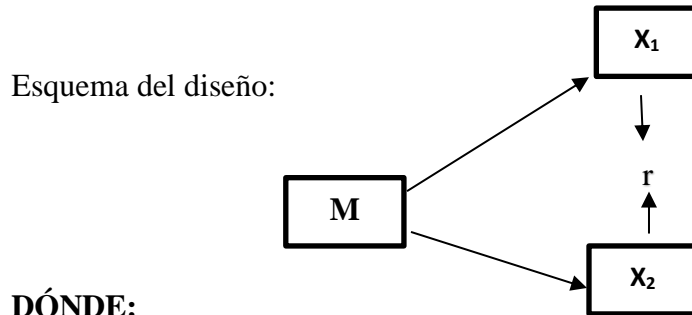 X₁
Esquema del diseño:
r
M
X₂
DÓNDE: